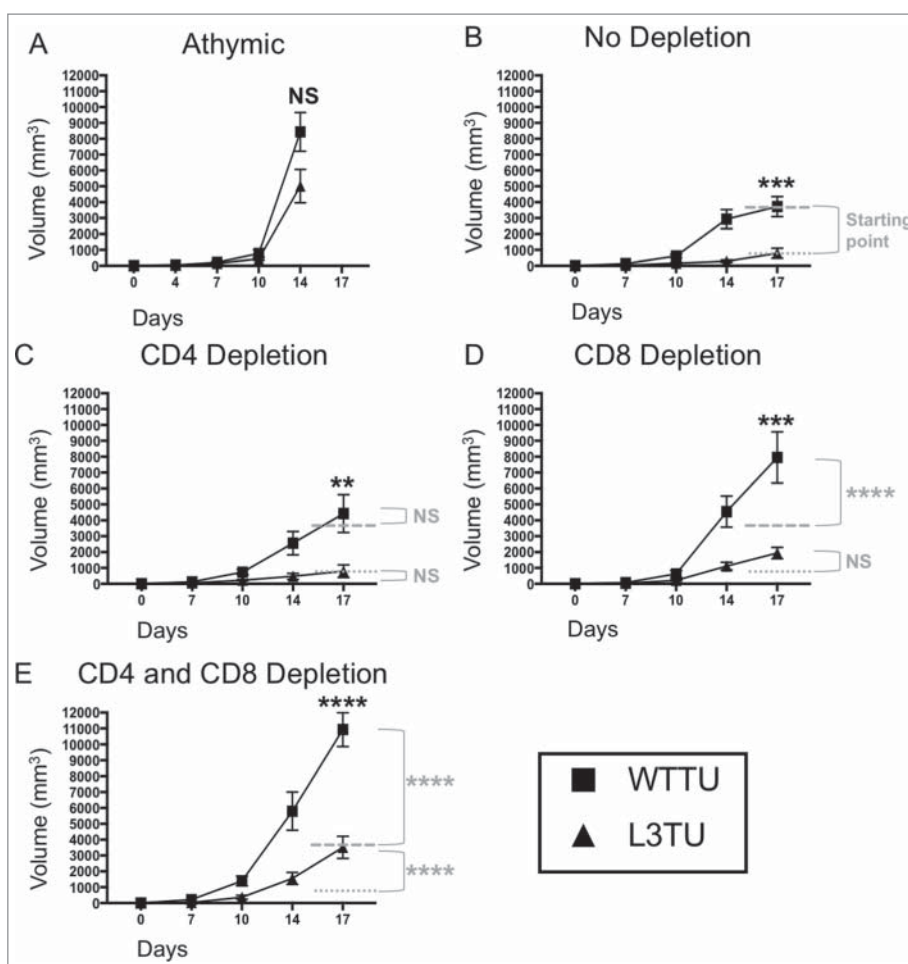 A
Athymic
Volume (mm³)
12000
11000
10000
9000
8000
7000
6000
5000
4000
3000
2000
1000
0
NS
0 4 7 10 14 17
Days
B
No Depletion
Volume (mm³)
12000
11000
10000
9000
8000
7000
6000
5000
4000
3000
2000
1000
0
***
Starting
point
0 7 10 14 17
Days
C
CD4 Depletion
Volume (mm³)
12000
11000
10000
9000
8000
7000
6000
5000
4000
3000
2000
1000
0
**
NS
NS
0 7 10 14 17
Days
D
CD8 Depletion
Volume (mm³)
12000
11000
10000
9000
8000
7000
6000
5000
4000
3000
2000
1000
0
***
****
NS
0 7 10 14 17
Days
E
CD4 and CD8 Depletion
Volume (mm³)
12000
11000
10000
9000
8000
7000
6000
5000
4000
3000
2000
1000
0
****
****
****
0 7 10 14 17
Days
WTTU
L3TU